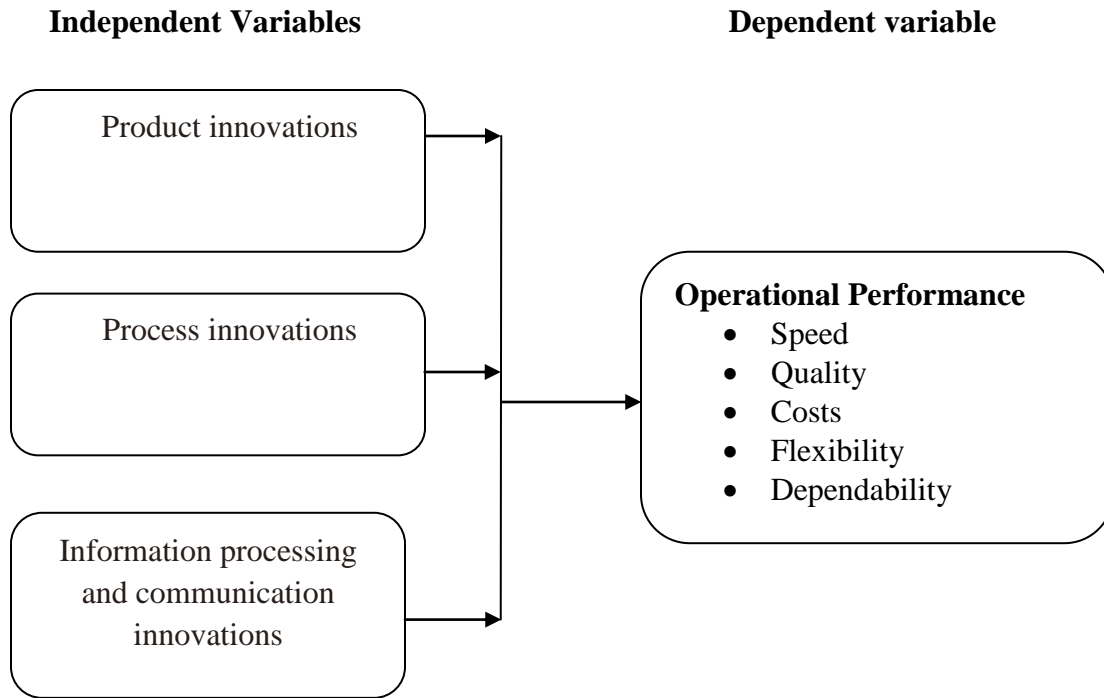 Independent Variables
Dependent variable
Product innovations
Process innovations
Information processing
and communication
innovations
Operational Performance
• Speed
• Quality
• Costs
• Flexibility
• Dependability